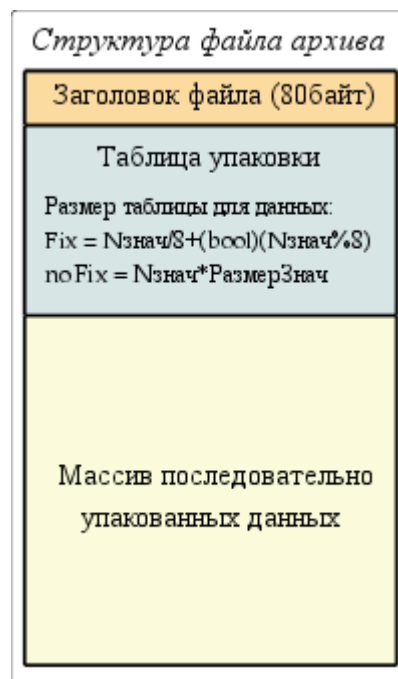 Структура файла архива
Заголовок файла (80байт)
Таблица упаковки
Размер таблицы для данных:
Fix = Nзнач/8+(bool)(Nзнач%8)
noFix = Nзнач*РазмерЗнач
Массив последовательно
упакованных данных